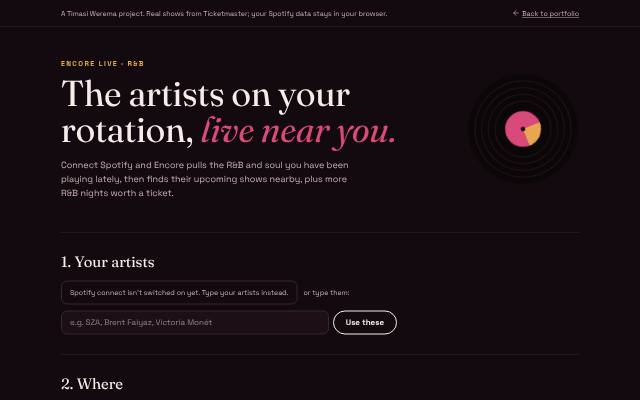 A Timasi Werema project. Real shows from Ticketmaster; your Spotify data stays in your browser.
← Back to portfolio
ENCORE LIVE · R&B
The artists on your
rotation, live near you.
Connect Spotify and Encore pulls the R&B and soul you have been
playing lately, then finds their upcoming shows nearby, plus more
R&B nights worth a ticket.
1. Your artists
Spotify connect isn't switched on yet. Type your artists instead.
or type them:
e.g. SZA, Brent Faiyaz, Victoria Monét
Use these
2. Where